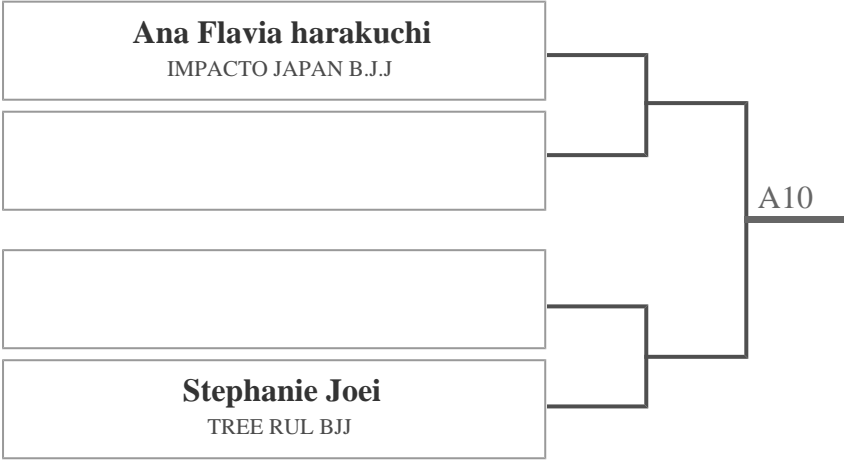 Ana Flavia harakuchi
IMPACTO JAPAN B.J.J
A10
Stephanie Joei
TREE RUL BJJ